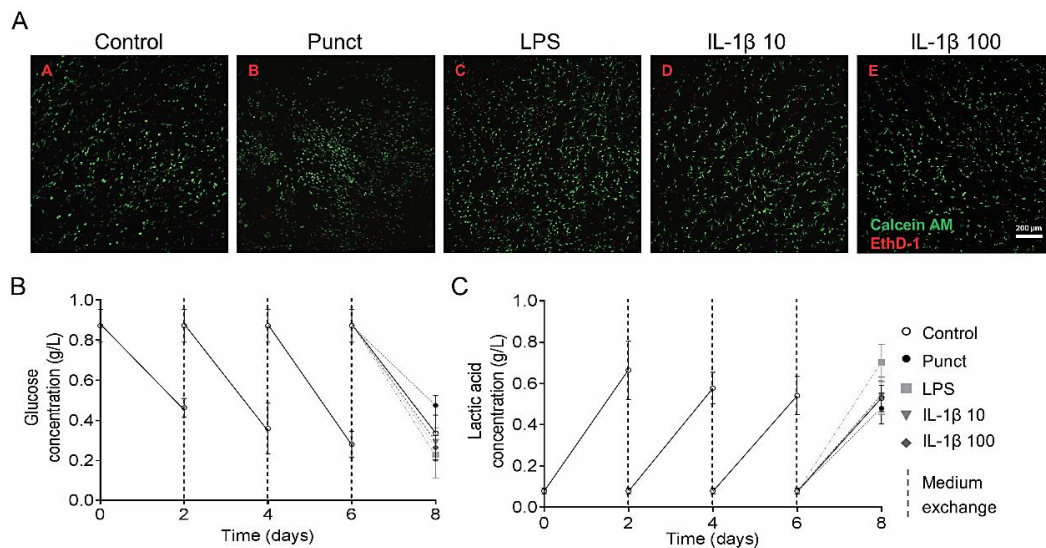 A
Control
Punct
LPS
IL-1β 10
IL-1β 100
A
B
C
D
E
Calcein AM
EthD-1
200 µm
B
Glucose
concentration (g/L)
1.0
0.8
0.6
0.4
0.2
0.0
0
2
4
6
8
Time (days)
C
Lactic acid
concentration (g/L)
1.0
0.8
0.6
0.4
0.2
0.0
0
2
4
6
8
Time (days)
Control
Punct
LPS
IL-1β 10
IL-1β 100
Medium
exchange